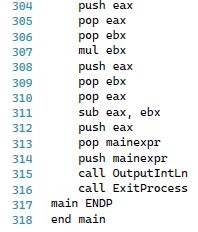 304 push eax
305 pop eax
306 pop ebx
307 mul ebx
308 push eax
309 pop ebx
310 pop eax
311 sub eax, ebx
312 push eax
313 pop mainexpr
314 push mainexpr
315 call OutputIntLn
316 call ExitProcess
317 main ENDP
318 end main